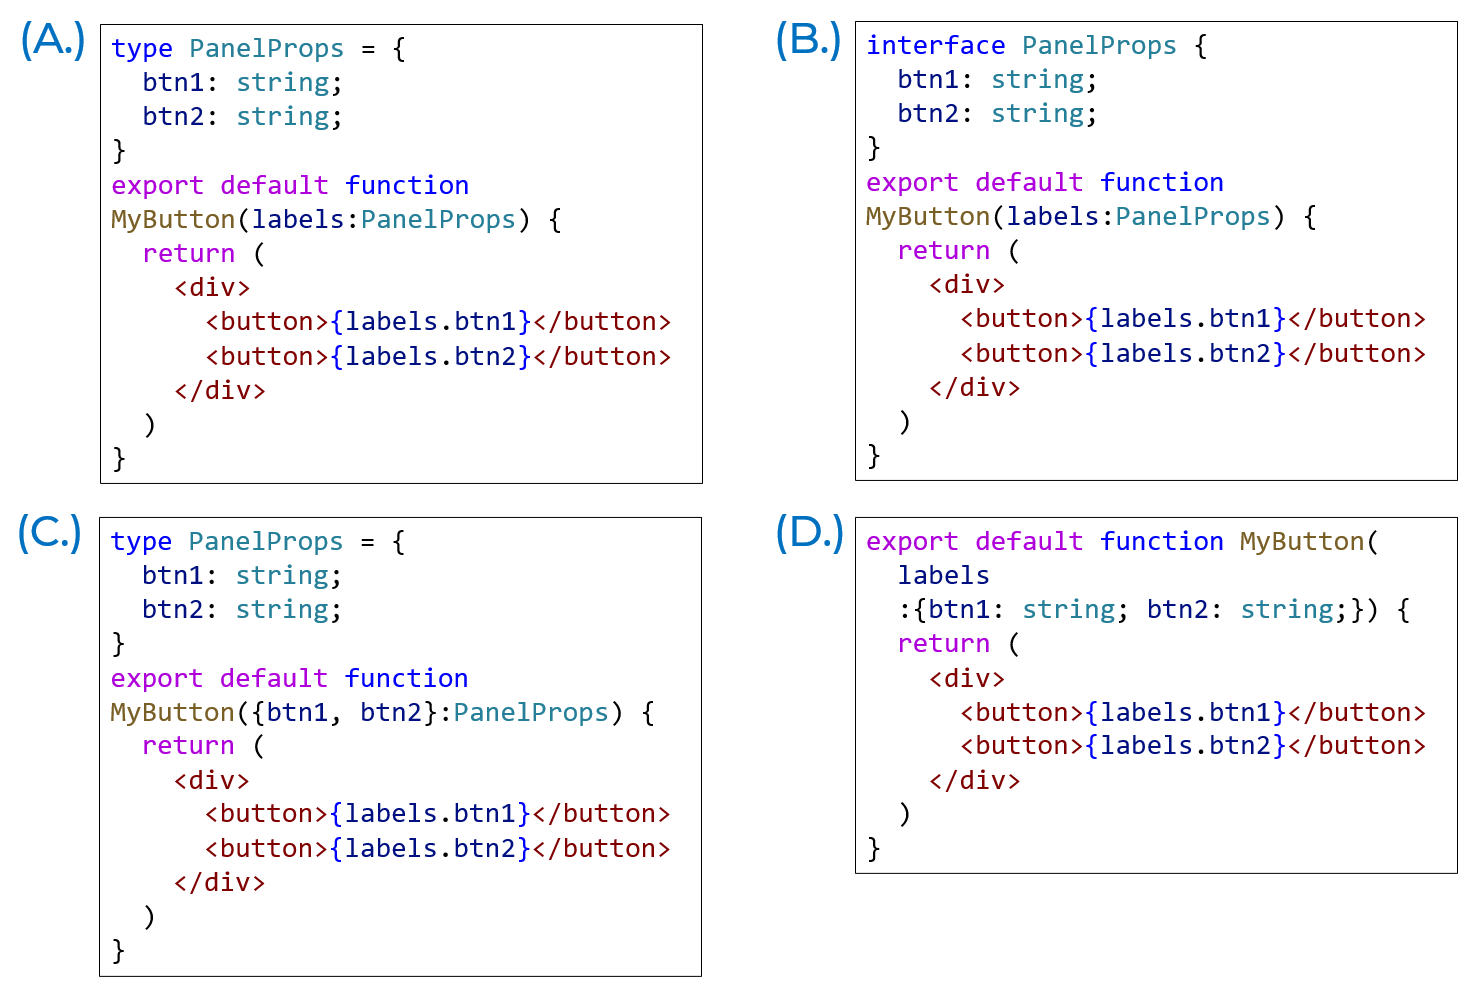 (A.)
type PanelProps = {
  btn1: string;
  btn2: string;
}
export default function
MyButton(labels:PanelProps) {
  return (
    <div>
      <button>{labels.btn1}</button>
      <button>{labels.btn2}</button>
    </div>
  )
}
(B.)
interface PanelProps {
  btn1: string;
  btn2: string;
}
export default function
MyButton(labels:PanelProps) {
  return (
    <div>
      <button>{labels.btn1}</button>
      <button>{labels.btn2}</button>
    </div>
  )
}
(C.)
type PanelProps = {
  btn1: string;
  btn2: string;
}
export default function
MyButton({btn1, btn2}:PanelProps) {
  return (
    <div>
      <button>{labels.btn1}</button>
      <button>{labels.btn2}</button>
    </div>
  )
}
(D.)
export default function MyButton(
  labels
  :{btn1: string; btn2: string;}) {
  return (
    <div>
      <button>{labels.btn1}</button>
      <button>{labels.btn2}</button>
    </div>
  )
}